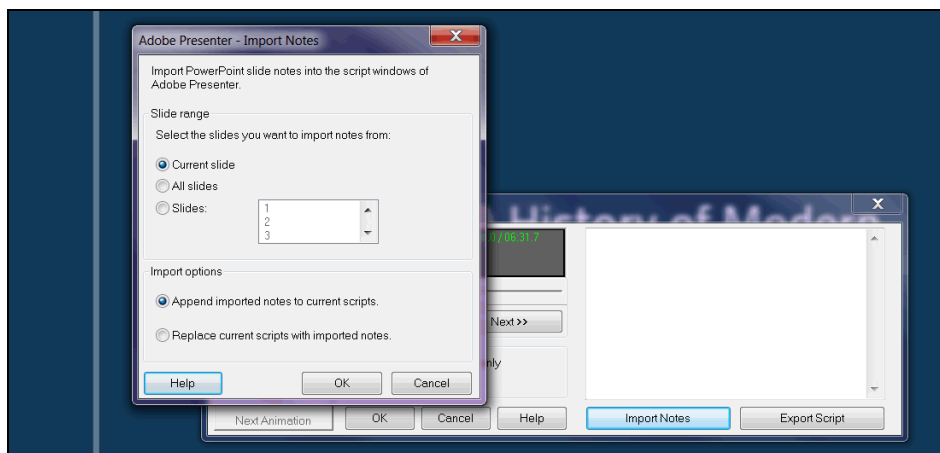 Adobe Presenter - Import Notes
X
Import PowerPoint slide notes into the script windows of
Adobe Presenter.
Slide range
Select the slides you want to import notes from:
Current slide
All slides
Slides:
1
2
3
Import options
Append imported notes to current scripts.
Replace current scripts with imported notes.
Help
OK
Cancel
History of Modern
X
/ 06:31.7
Next >>
Next Animation
OK
Cancel
Help
Import Notes
Export Script